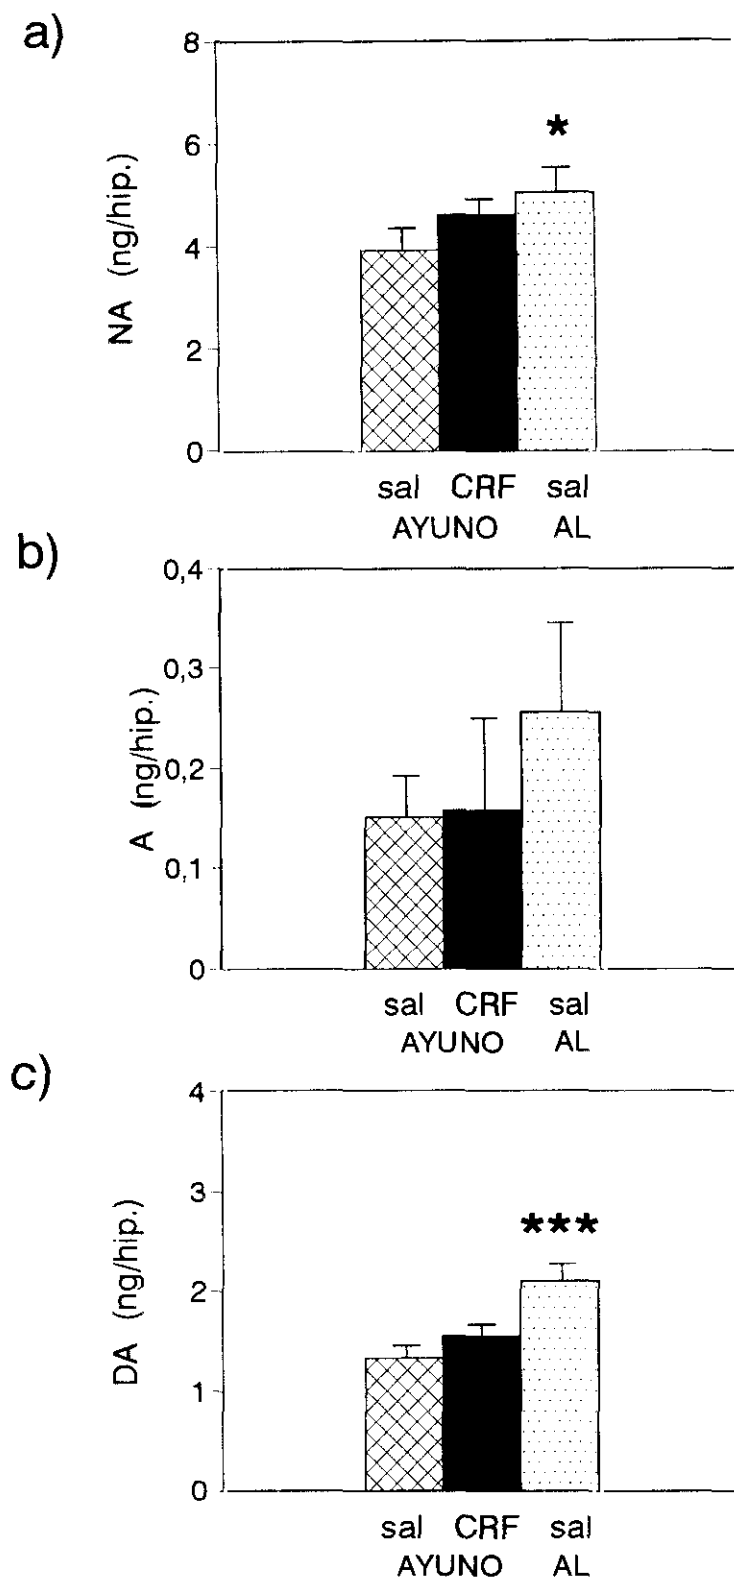 a)
8
6
4
2
0
NA (ng/hip.)
*
sal CRF sal
AYUNO AL
b)
0,4
0,3
0,2
0,1
0
A (ng/hip.)
sal CRF sal
AYUNO AL
c)
4
3
2
1
0
DA (ng/hip.)
***
sal CRF sal
AYUNO AL